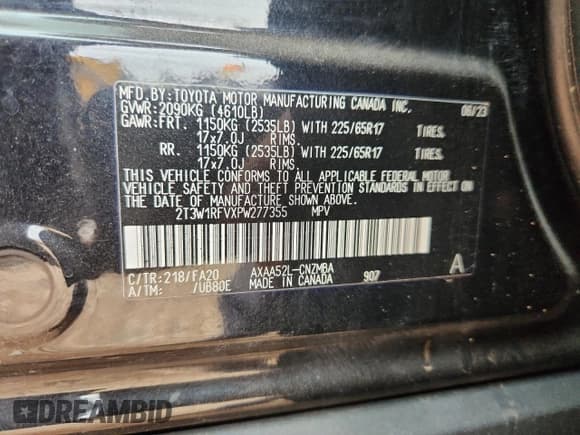 MFD.BY:TOYOTA MOTOR MANUFACTURING CANADA INC. 06/23
GVWR:2090KG (4610LB)
GAWR:FRT. 1150KG (2535LB) WITH 225/65R17 TIRES,
17x7.0J RIMS,
RR. 1150KG (2535LB) WITH 225/65R17 TIRES,
17x7.0J RIMS.
THIS VEHICLE CONFORMS TO ALL APPLICABLE FEDERAL MOTOR
VEHICLE SAFETY AND THEFT PREVENTION STANDARDS IN EFFECT ON
THE DATE OF MANUFACTURE SHOWN ABOVE.
2T3W1RFVXPW277355 MPV
C/TR:218/FA20 AXAA52L-CNZMBA A
A/TM: /UB80E MADE IN CANADA 907
DREAMBID